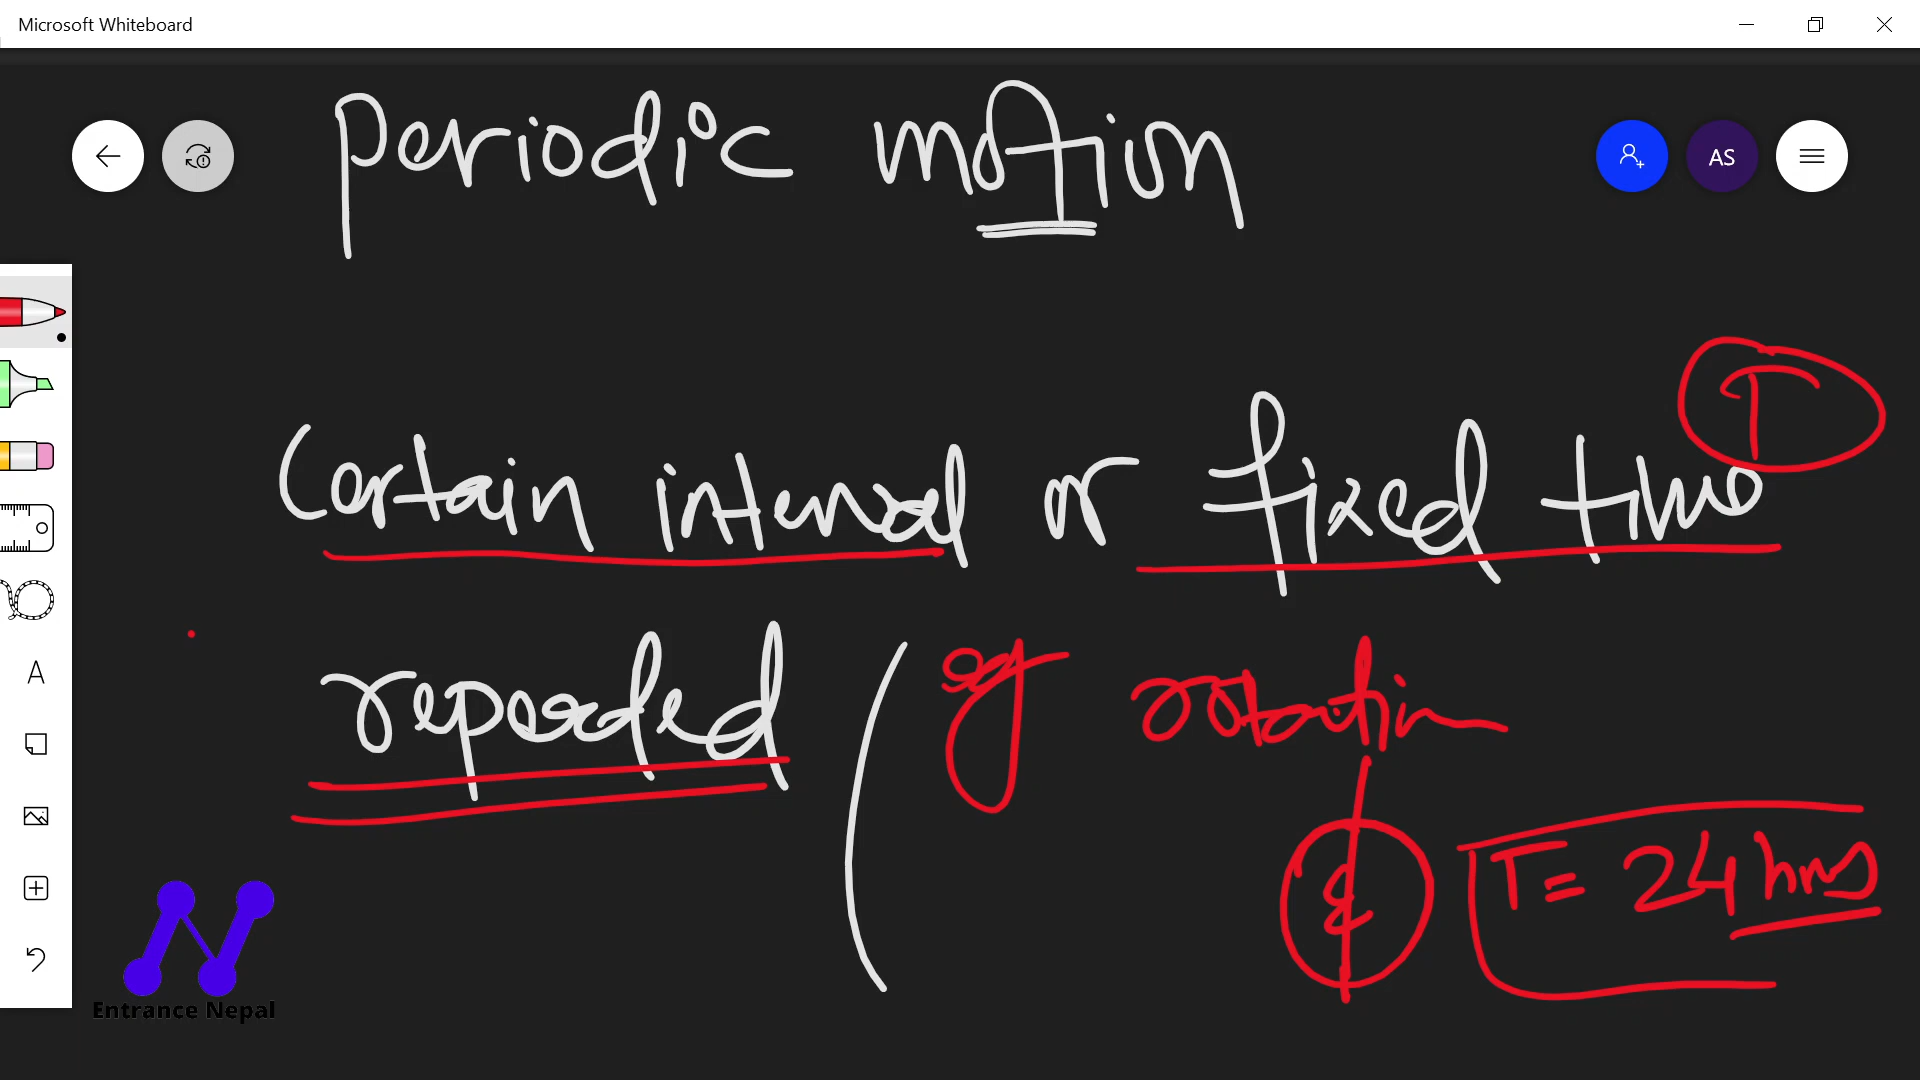 Microsoft Whiteboard
periodic motion
AS
T
Certain interval or fixed time
repeated ( eg rotation
T = 24 hrs
A
Entrance Nepal